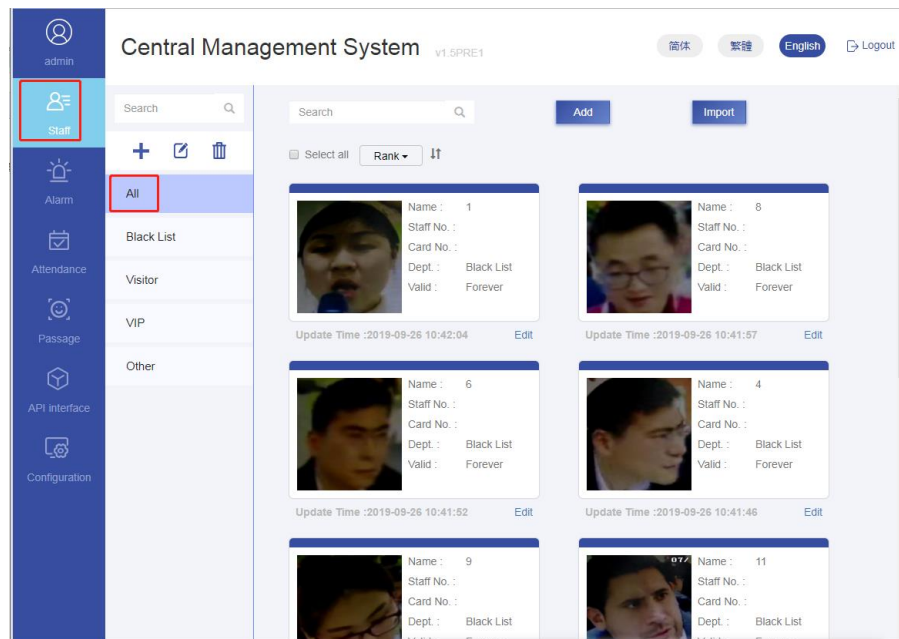 admin
Central Management System v1.5PRE1
简体 繁體 English Logout
Staff
Alarm
Attendance
Passage
API interface
Configuration
Search
All
Black List
Visitor
VIP
Other
Search Add Import
Select all Rank
Name : 1
Staff No. :
Card No. :
Dept. : Black List
Valid : Forever
Update Time :2019-09-26 10:42:04 Edit
Name : 8
Staff No. :
Card No. :
Dept. : Black List
Valid : Forever
Update Time :2019-09-26 10:41:57 Edit
Name : 6
Staff No. :
Card No. :
Dept. : Black List
Valid : Forever
Update Time :2019-09-26 10:41:52 Edit
Name : 4
Staff No. :
Card No. :
Dept. : Black List
Valid : Forever
Update Time :2019-09-26 10:41:46 Edit
Name : 9
Staff No. :
Card No. :
Dept. : Black List
Name : 11
Staff No. :
Card No. :
Dept. : Black List